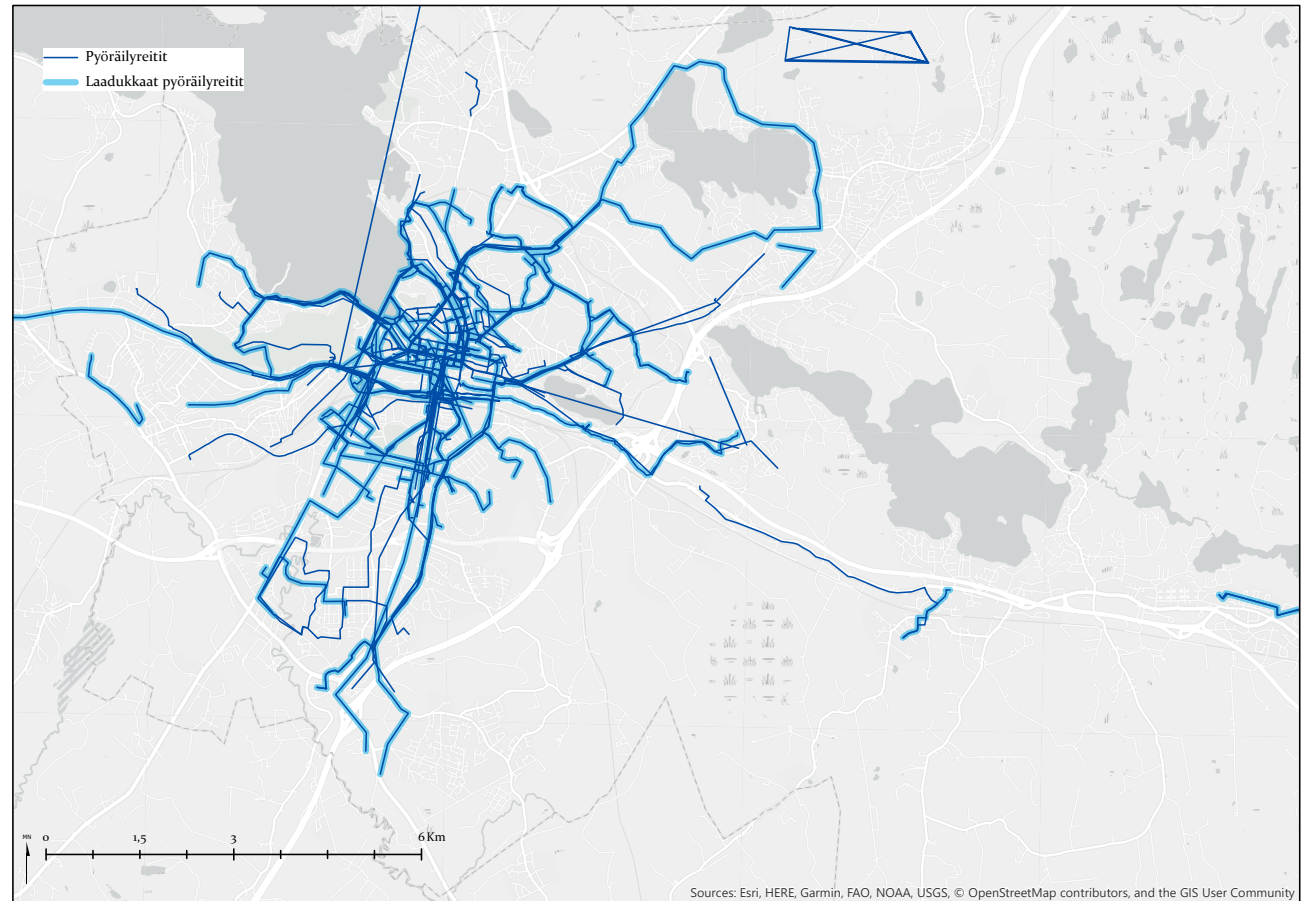 Pyöräilyreitit
Laadukkaat pyöräilyreitit
MN
0 1,5 3 6 Km
Sources: Esri, HERE, Garmin, FAO, NOAA, USGS, © OpenStreetMap contributors, and the GIS User Community